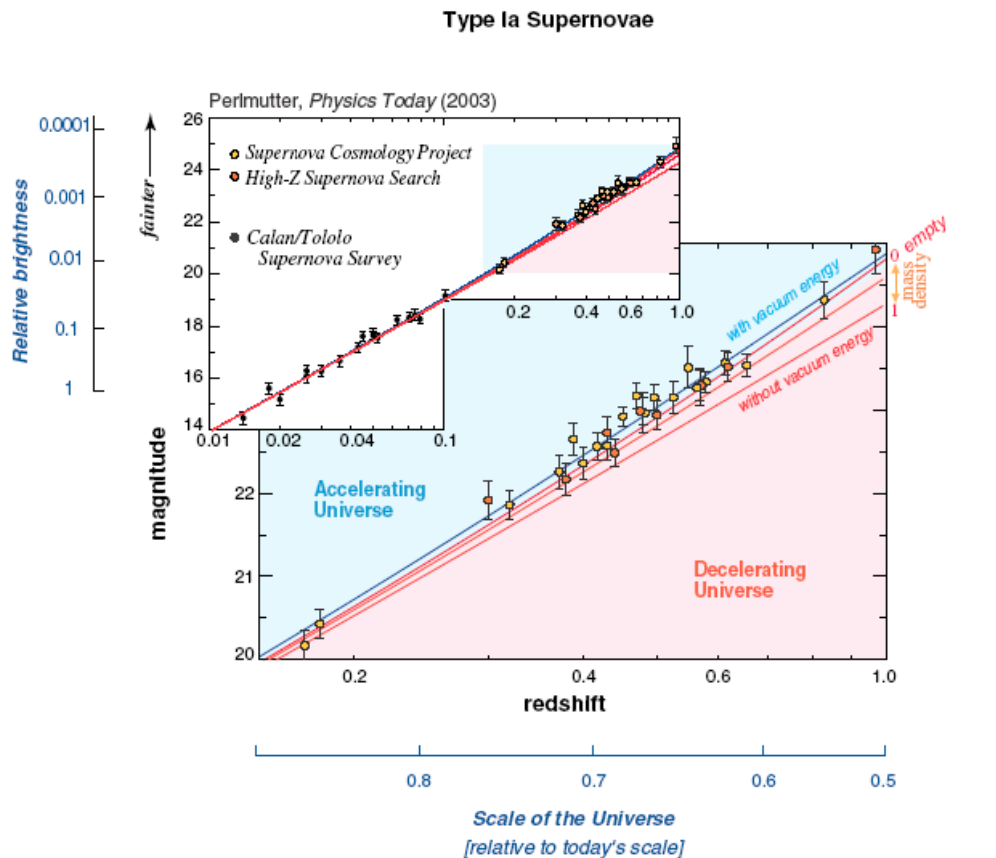 Type Ia Supernovae
Perlmutter, Physics Today (2003)
Relative brightness
0.0001
0.001
0.01
0.1
1
fainter
magnitude
26
24
22
20
18
16
14
Supernova Cosmology Project
High-Z Supernova Search
Calan/Tololo
Supernova Survey
0.01
0.02
0.04
0.1
0.2
0.4
0.6
1.0
empty
0
mass
density
1
with vacuum energy
without vacuum energy
22
21
20
Accelerating
Universe
Decelerating
Universe
0.2
0.4
0.6
1.0
redshift
0.8
0.7
0.6
0.5
Scale of the Universe
[relative to today's scale]